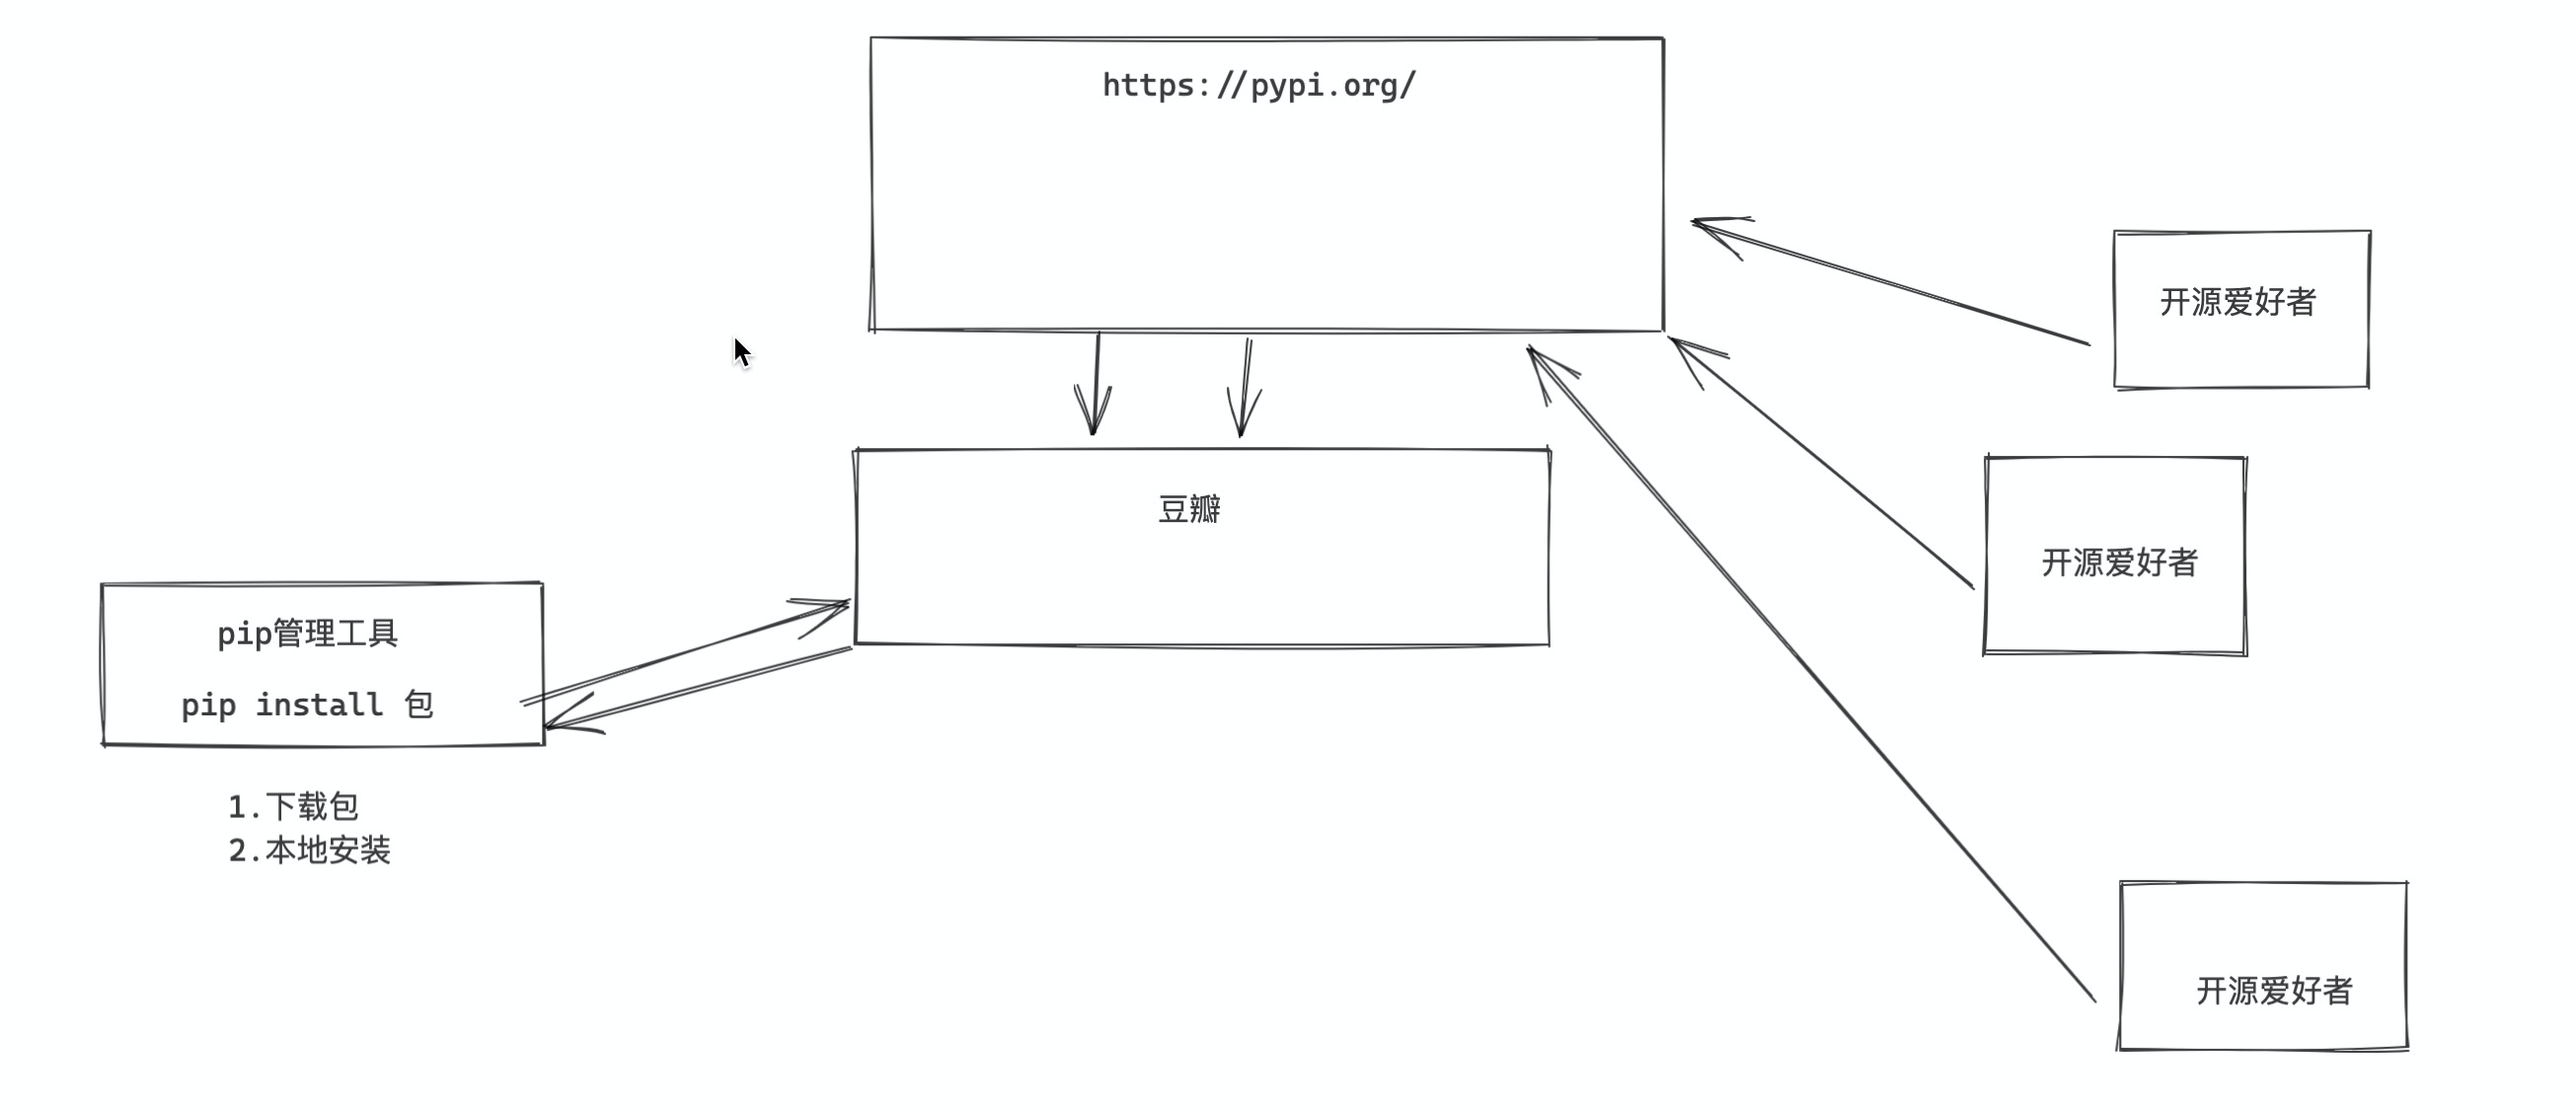 https://pypi.org/
开源爱好者
豆瓣
开源爱好者
pip管理工具
pip install 包
1.下载包
2.本地安装
开源爱好者